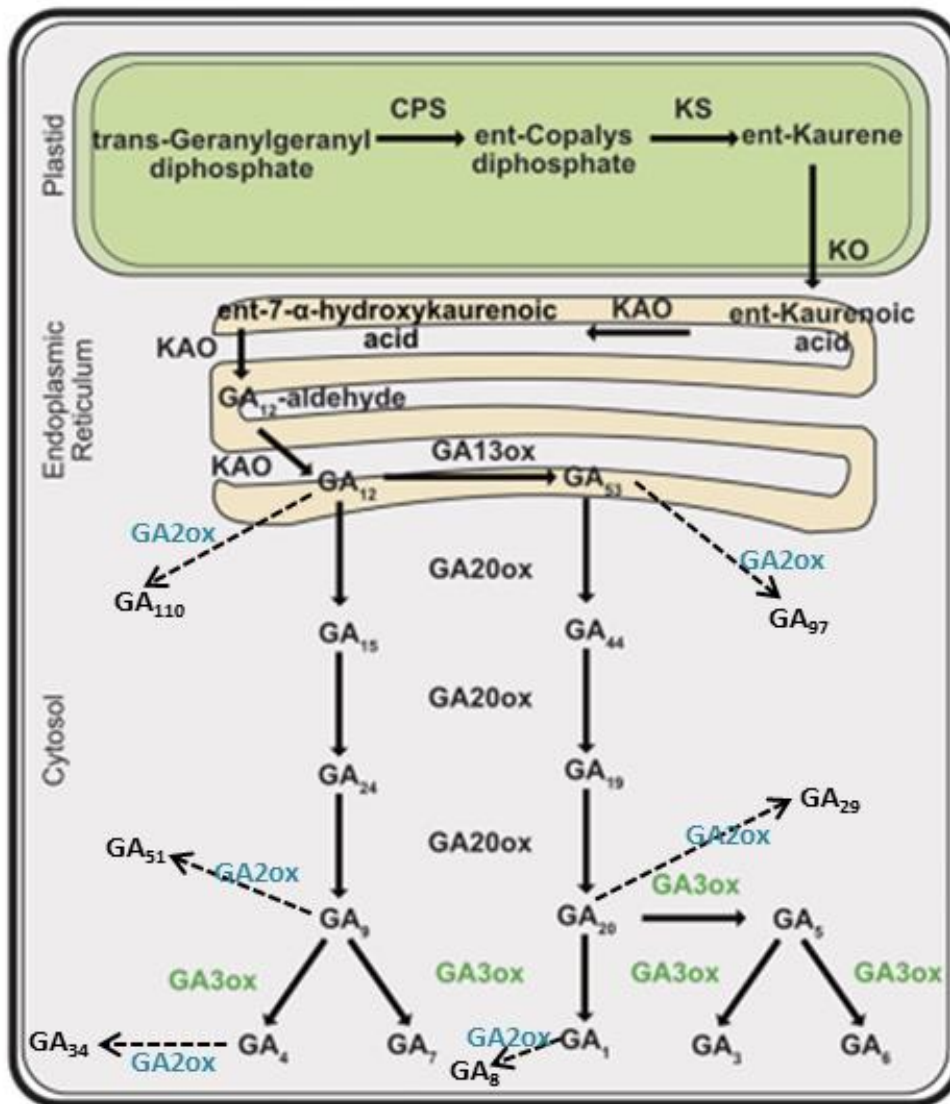 Plastid
CPS
KS
trans-Geranylgeranyl
diphosphate
ent-Copalys
diphosphate
ent-Kaurene
KO
Endoplasmic
Reticulum
ent-7-α-hydroxykaurenoic
acid
KAO
ent-Kaurenoic
acid
KAO
GA₁₂-aldehyde
KAO
GA13ox
GA₁₂
GA₅₃
GA2ox
GA₁₁₀
GA20ox
GA2ox
GA₉₇
Cytosol
GA₁₅
GA₄₄
GA20ox
GA₂₄
GA₁₉
GA₂₉
GA₅₁
GA2ox
GA20ox
GA2ox
GA3ox
GA₉
GA₂₀
GA₅
GA3ox
GA3ox
GA3ox
GA3ox
GA₃₄
GA2ox
GA₄
GA₇
GA2ox
GA₈
GA₁
GA₃
GA₆